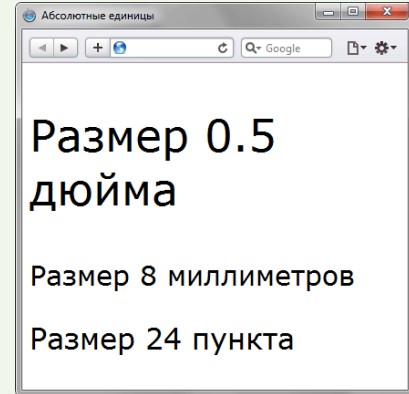 Абсолютные единицы
Google
Размер 0.5
дюйма
Размер 8 миллиметров
Размер 24 пункта